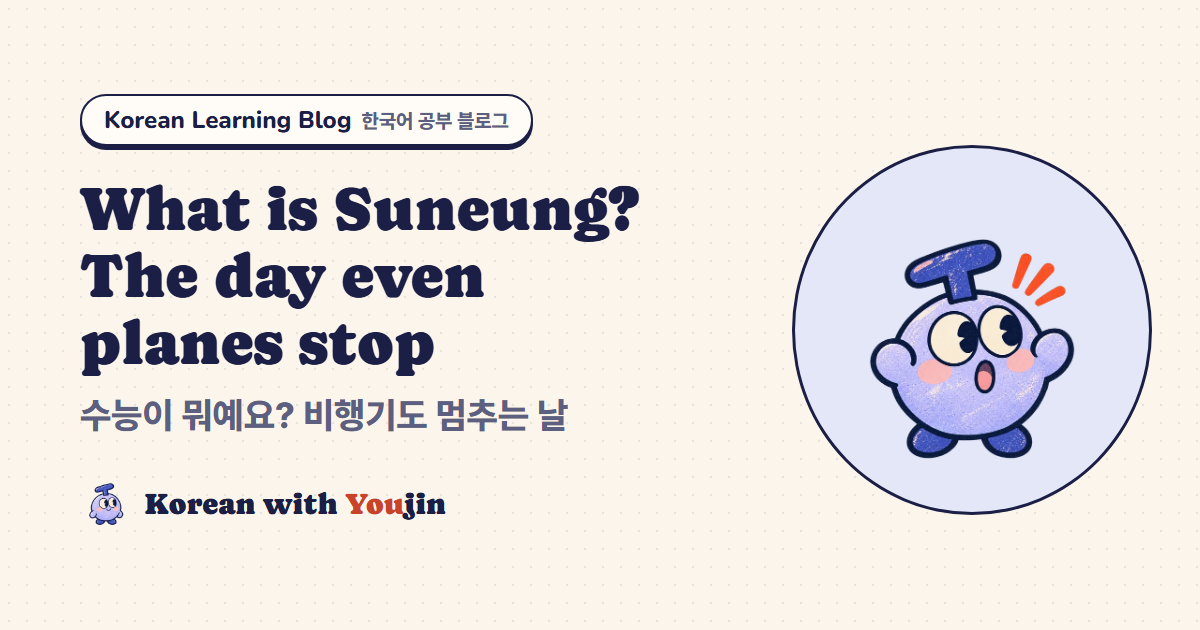 Korean Learning Blog 한국어 공부 블로그
What is Suneung?
The day even
planes stop
수능이 뭐예요? 비행기도 멈추는 날
Korean with Youjin